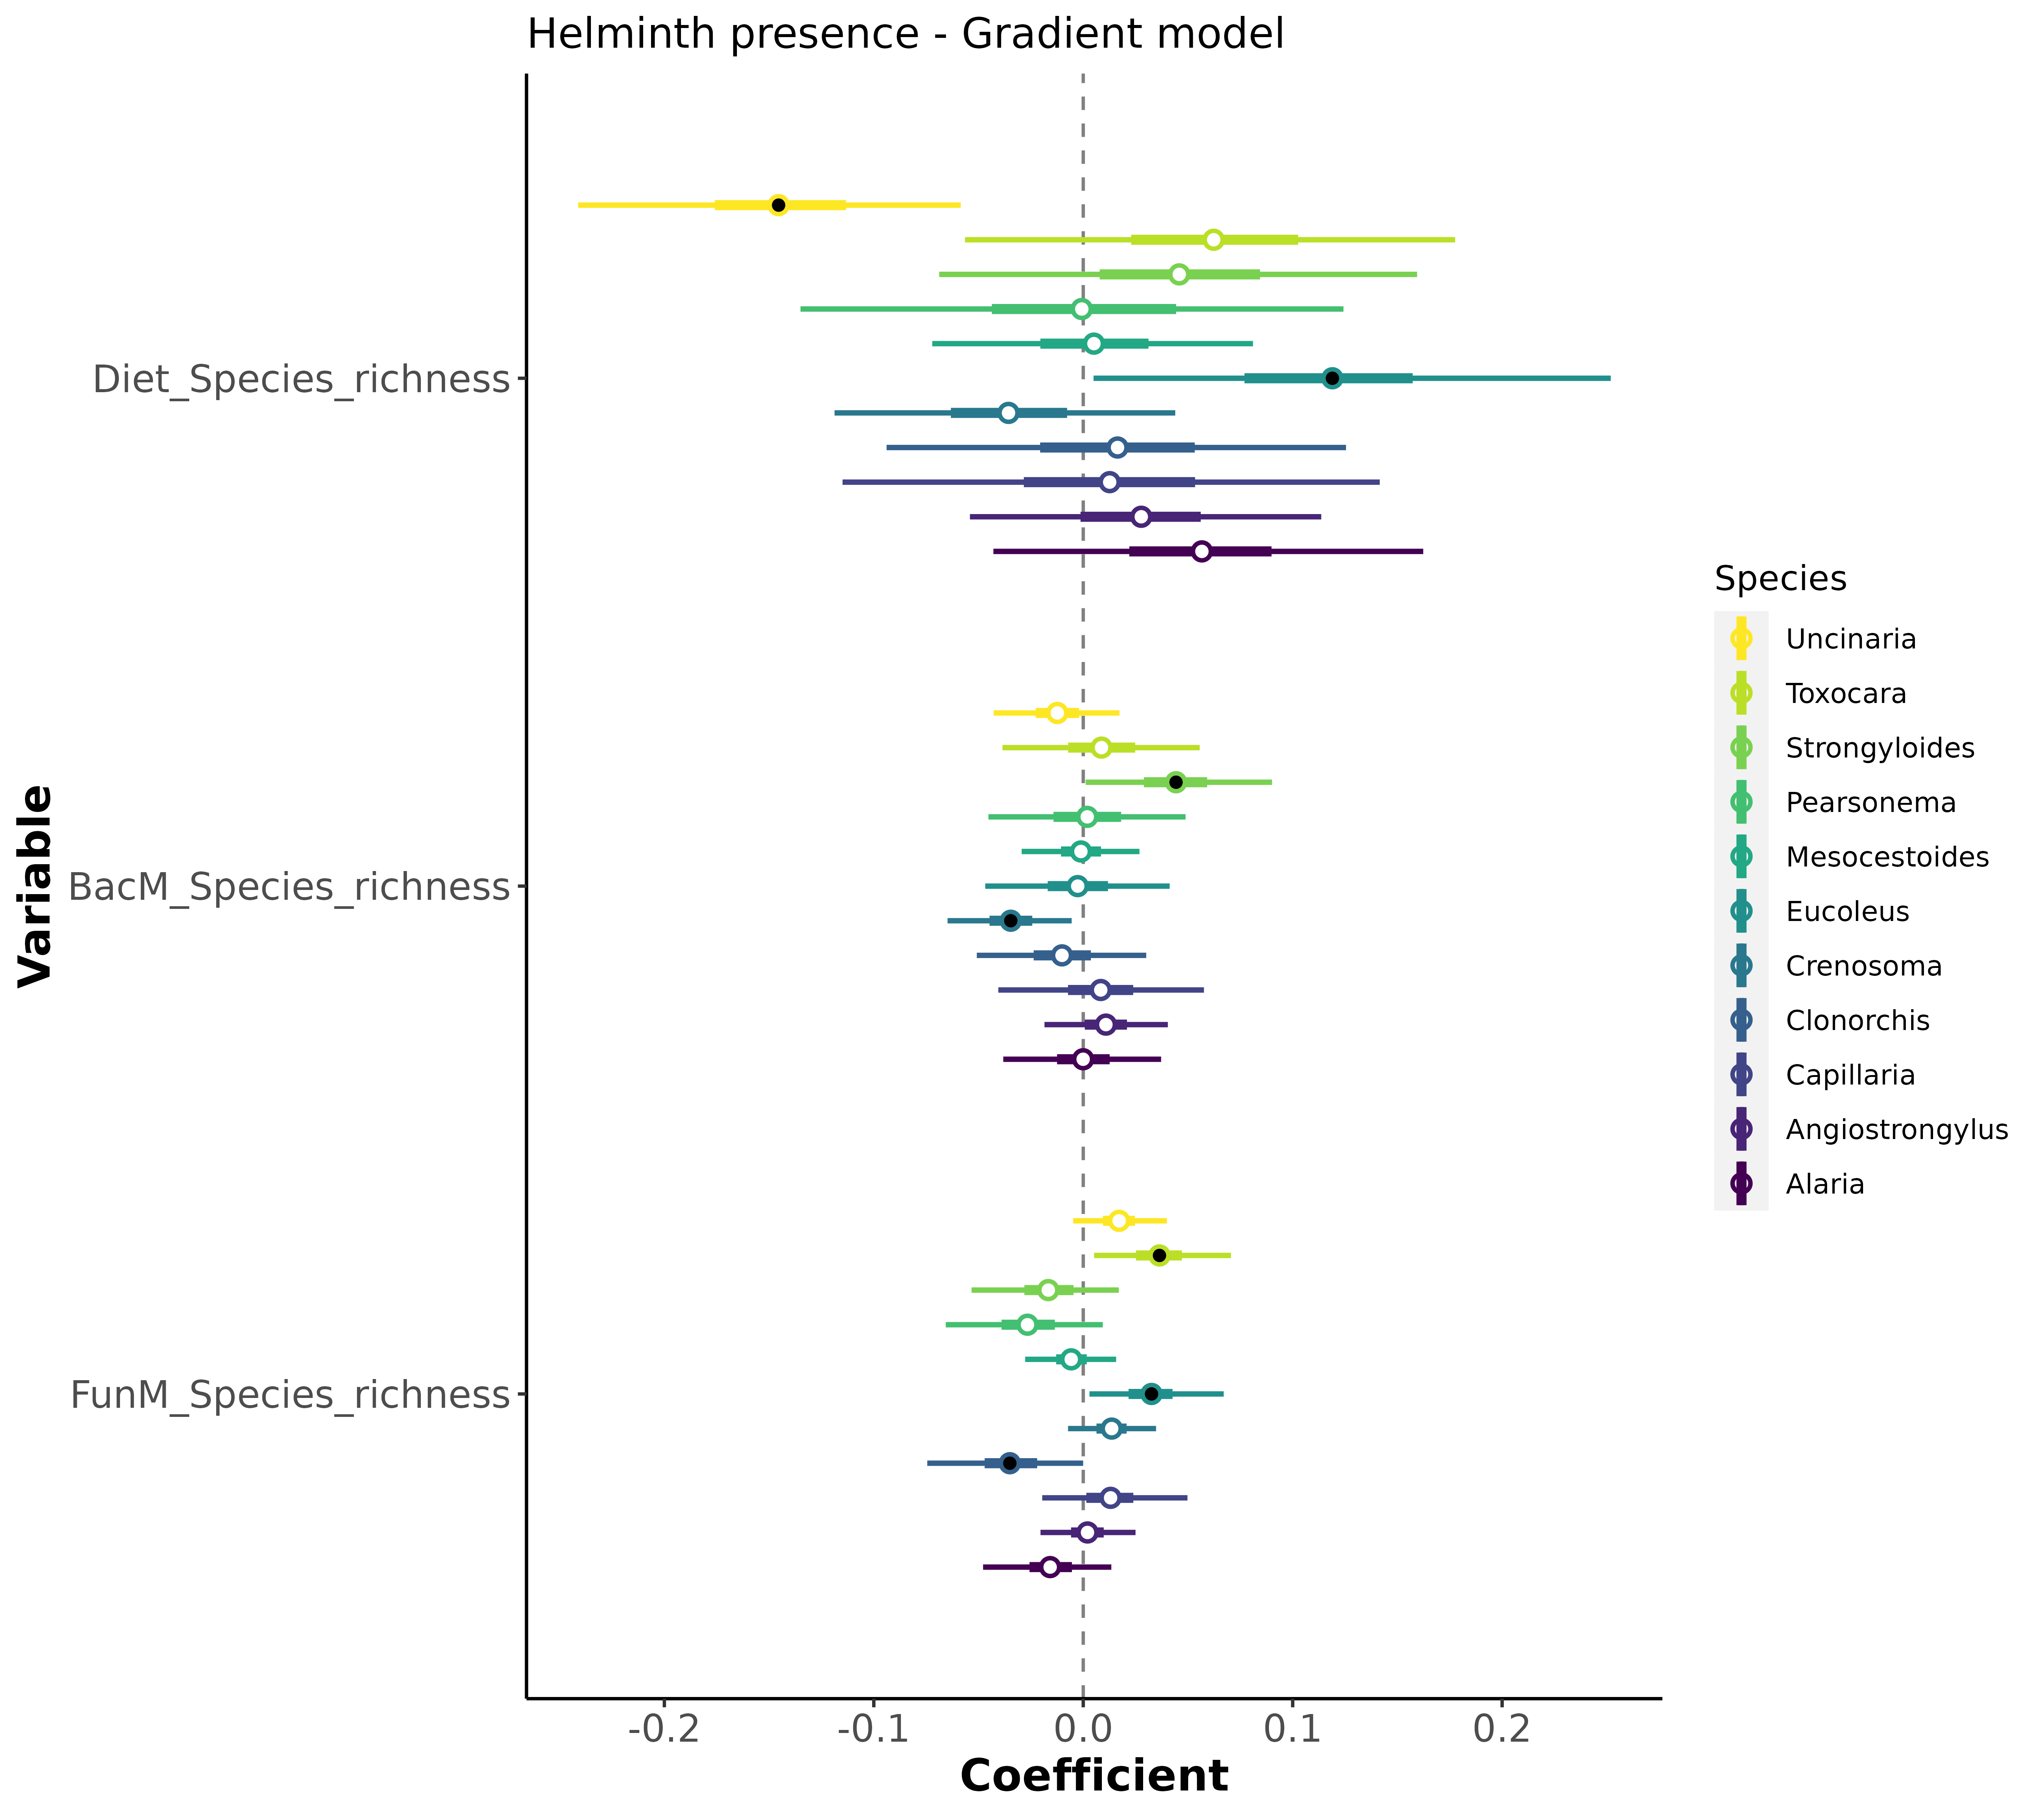 Helminth presence - Gradient model
Variable
Diet_Species_richness
BacM_Species_richness
FunM_Species_richness
-0.2
-0.1
0.0
0.1
0.2
Coefficient
Species
Uncinaria
Toxocara
Strongyloides
Pearsonema
Mesocestoides
Eucoleus
Crenosoma
Clonorchis
Capillaria
Angiostrongylus
Alaria